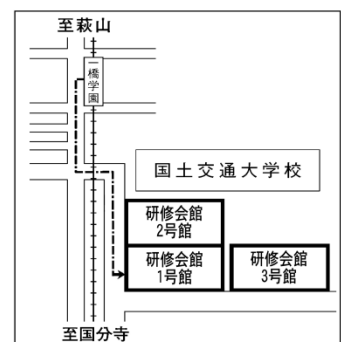 至萩山
一橋学園
国土交通大学校
研修会館
2号館
研修会館
1号館
研修会館
3号館
至国分寺